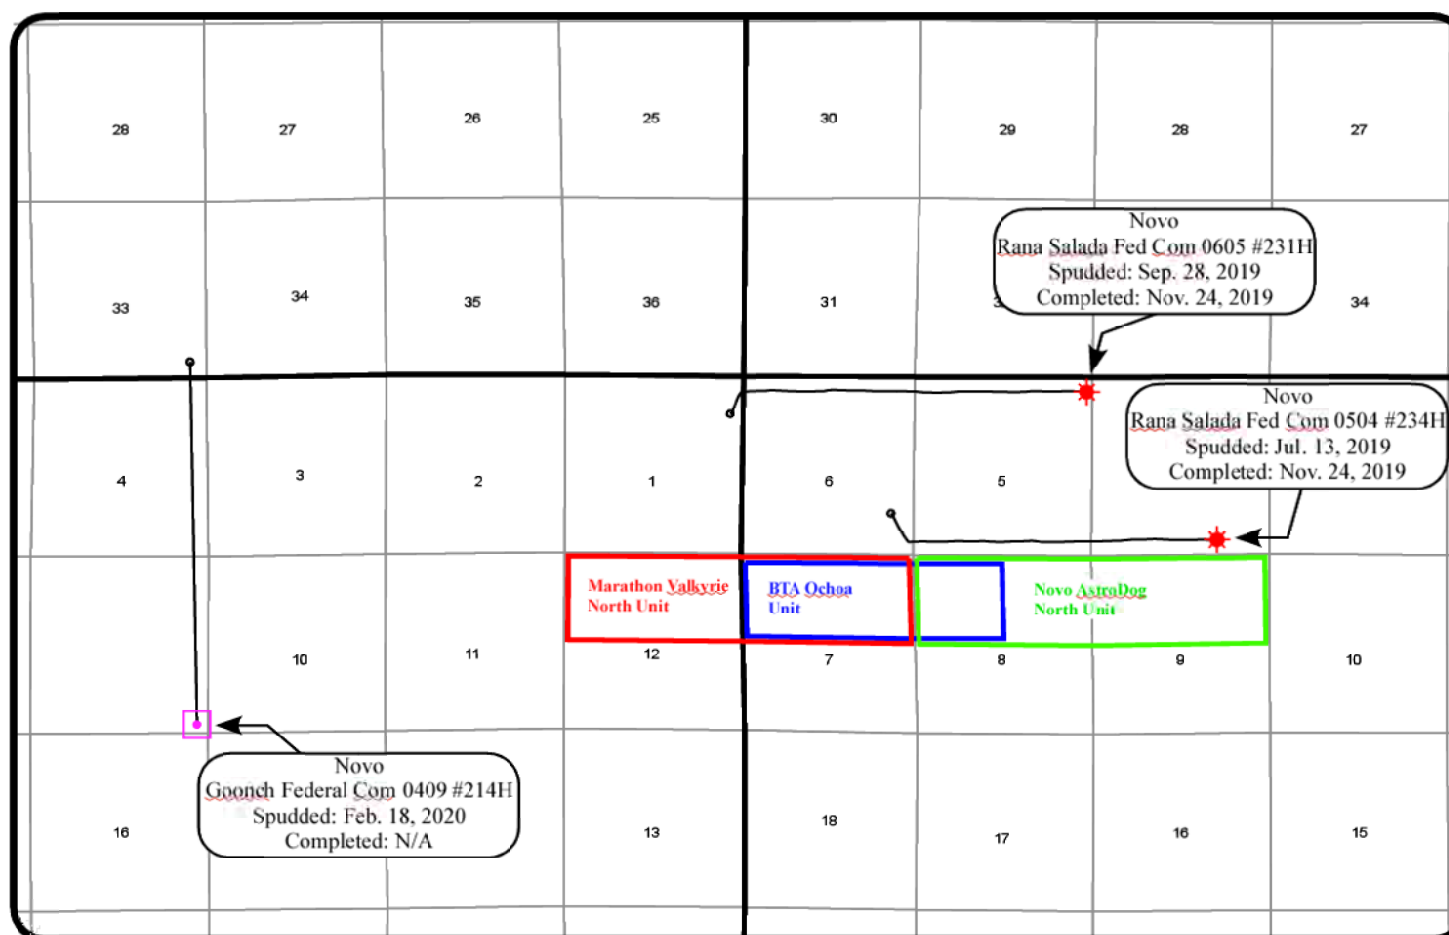 28
27
26
25
30
29
28
27
Novo
Rana Salada Fed Com 0605 #231H
Spudded: Sep. 28, 2019
Completed: Nov. 24, 2019
33
34
35
36
31
34
Novo
Rana Salada Fed Com 0504 #234H
Spudded: Jul. 13, 2019
Completed: Nov. 24, 2019
4
3
2
1
6
5
Marathon Valkyrie
North Unit
BTA Ochoa
Unit
Novo AstroDog
North Unit
10
11
12
7
8
9
10
Novo
Goonch Federal Com 0409 #214H
Spudded: Feb. 18, 2020
Completed: N/A
16
13
18
17
16
15